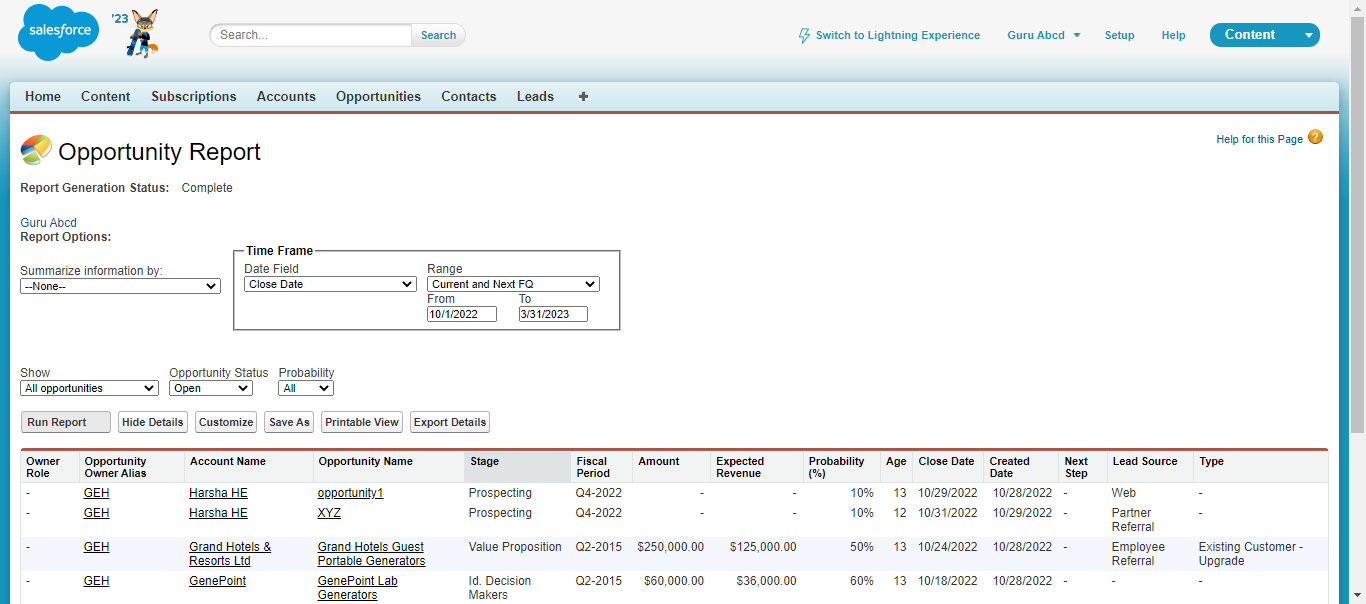 salesforce
'23
Search...
Search
Switch to Lightning Experience
Guru Abcd
Setup
Help
Content
Home Content Subscriptions Accounts Opportunities Contacts Leads +
Opportunity Report
Help for this Page ?
Report Generation Status: Complete
Guru Abcd
Report Options:
Time Frame
Summarize information by:
--None--
Date Field
Close Date
Range
Current and Next FQ
From To
10/1/2022 3/31/2023
Show Opportunity Status Probability
All opportunities Open All
Run Report Hide Details Customize Save As Printable View Export Details
Owner Role Opportunity Owner Alias Account Name Opportunity Name Stage Fiscal Period Amount Expected Revenue Probability (%) Age Close Date Created Date Next Step Lead Source Type
- GEH Harsha HE opportunity1 Prospecting Q4-2022 - - 10% 13 10/29/2022 10/28/2022 - Web -
- GEH Harsha HE XYZ Prospecting Q4-2022 - - 10% 12 10/31/2022 10/29/2022 - Partner Referral -
- GEH Grand Hotels & Resorts Ltd Grand Hotels Guest Portable Generators Value Proposition Q2-2015 $250,000.00 $125,000.00 50% 13 10/24/2022 10/28/2022 - Employee Referral Existing Customer - Upgrade
- GEH GenePoint GenePoint Lab Generators Id. Decision Makers Q2-2015 $60,000.00 $36,000.00 60% 13 10/18/2022 10/28/2022 - - -